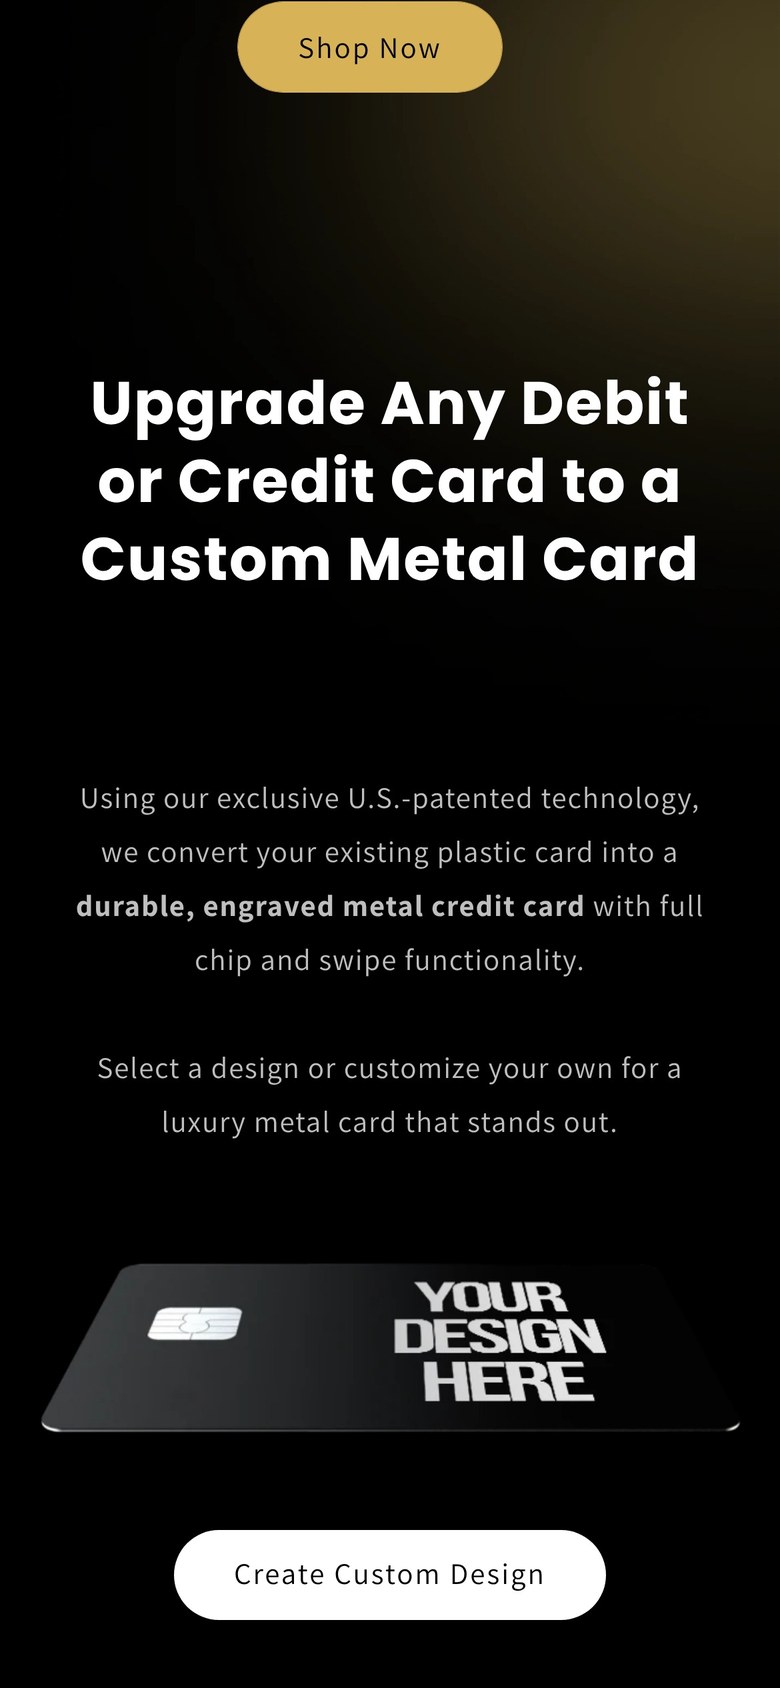 Shop Now
Upgrade Any Debit
or Credit Card to a
Custom Metal Card
Using our exclusive U.S.-patented technology,
we convert your existing plastic card into a
durable, engraved metal credit card with full
chip and swipe functionality.
Select a design or customize your own for a
luxury metal card that stands out.
YOUR
DESIGN
HERE
Create Custom Design